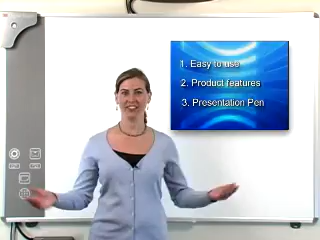 1. Easy to use
2. Product features
3. Presentation Pen